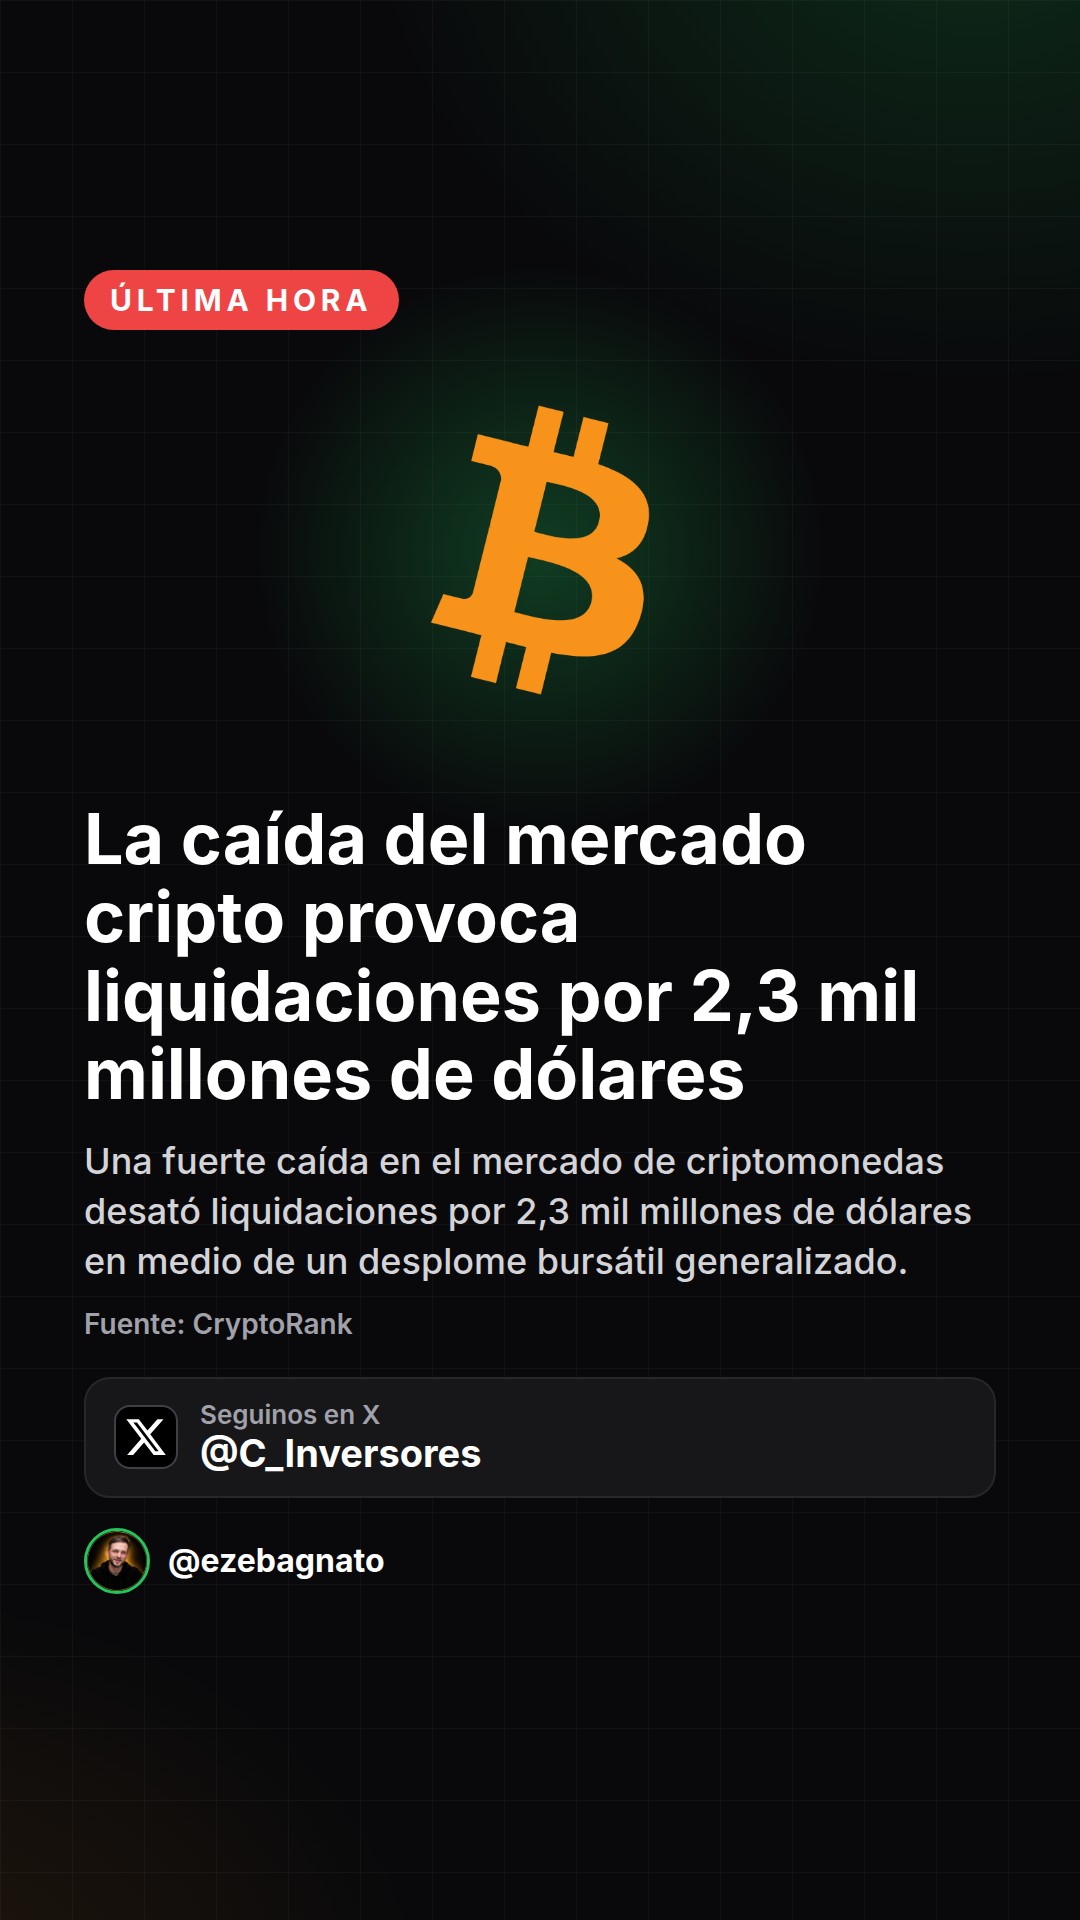 ÚLTIMA HORA
La caída del mercado
cripto provoca
liquidaciones por 2,3 mil
millones de dólares
Una fuerte caída en el mercado de criptomonedas
desató liquidaciones por 2,3 mil millones de dólares
en medio de un desplome bursátil generalizado.
Fuente: CryptoRank
Seguinos en X
@C_Inversores
@ezebagnato